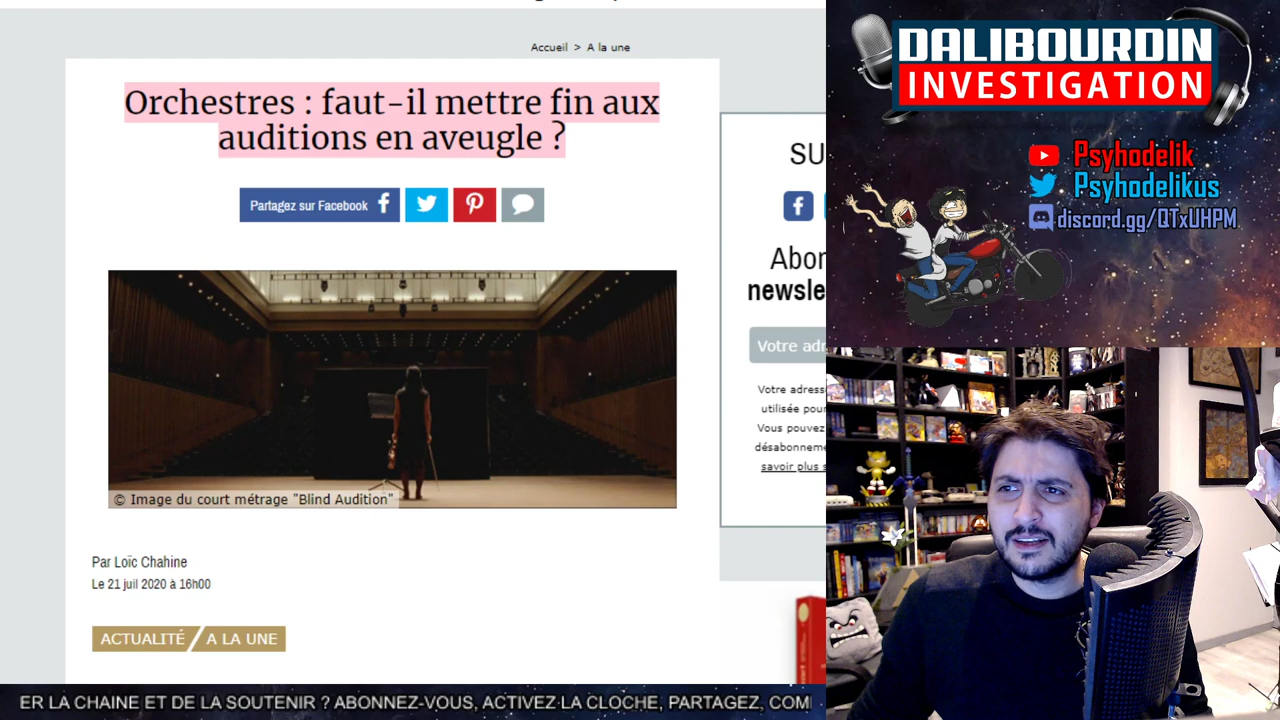 Accueil > A la une
Orchestres : faut-il mettre fin aux
auditions en aveugle ?
Partagez sur Facebook
© Image du court métrage "Blind Audition"
Par Loïc Chahine
Le 21 juil 2020 à 16h00
ACTUALITÉ / A LA UNE
SU
Abon
newsle
Votre adr
Votre adress
utilisée pour
Vous pouvez
désabonneme
savoir plus s
DALIBOURDIN
INVESTIGATION
Psyhodelik
Psyhodelikus
discord.gg/QTxUHPM
ER LA CHAINE ET DE LA SOUTENIR ? ABONNEZ-VOUS, ACTIVEZ LA CLOCHE, PARTAGEZ, COM